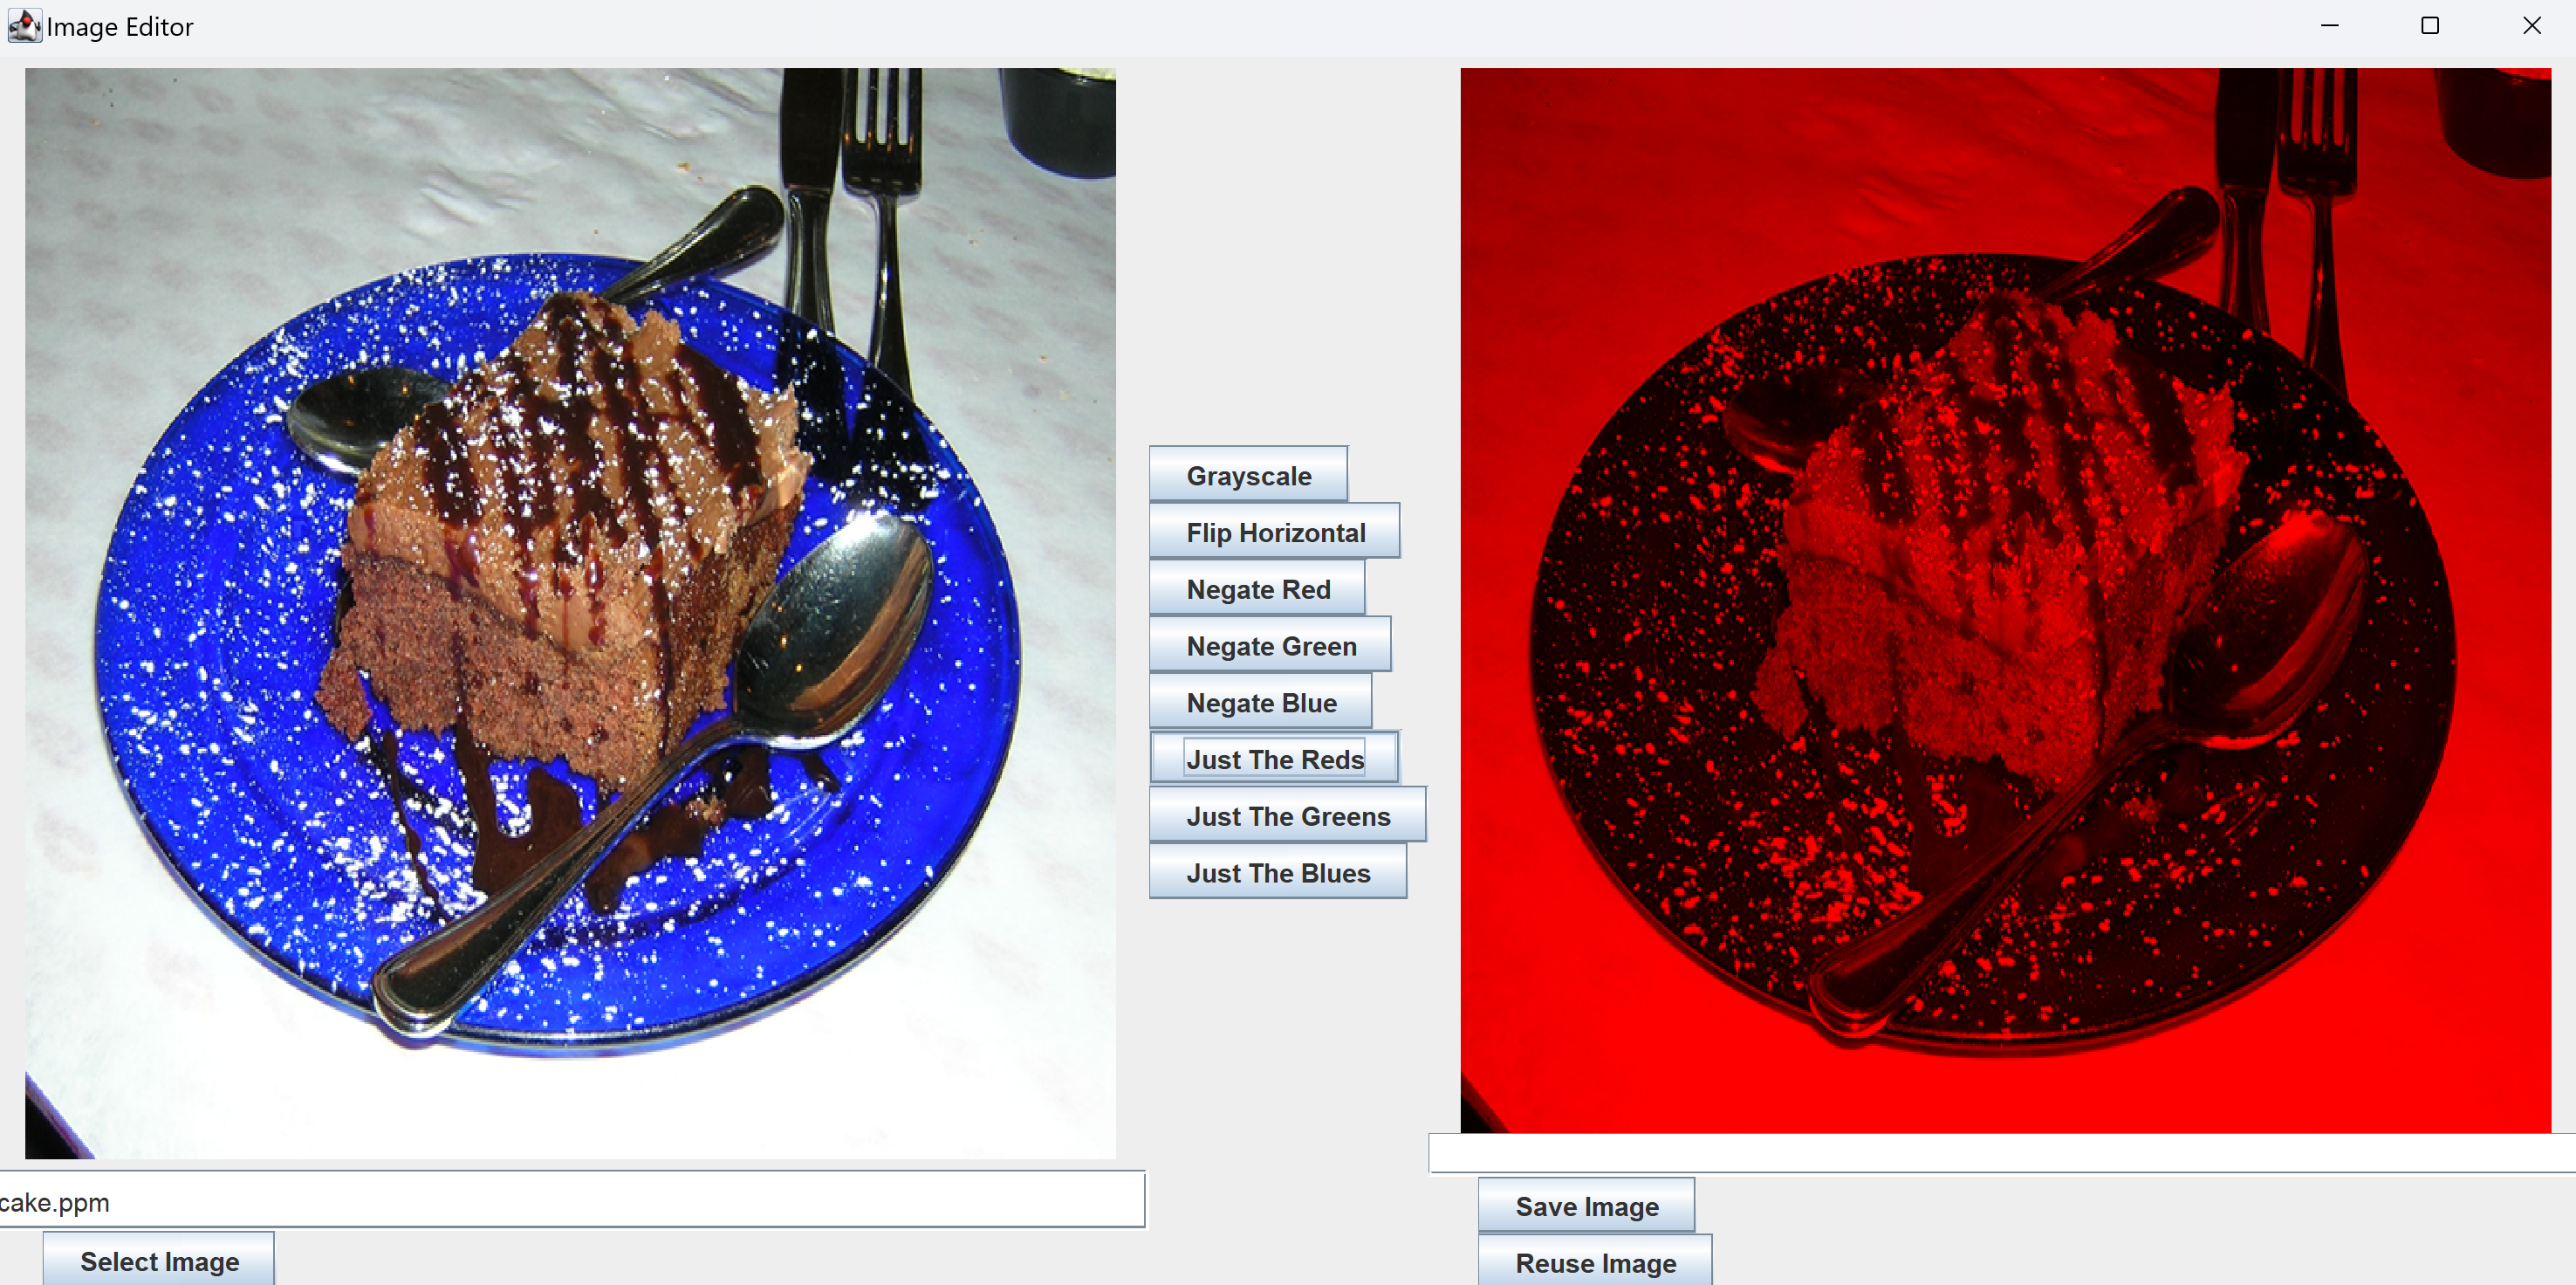 Image Editor
Grayscale
Flip Horizontal
Negate Red
Negate Green
Negate Blue
Just The Reds
Just The Greens
Just The Blues
cake.ppm
Select Image
Save Image
Reuse Image